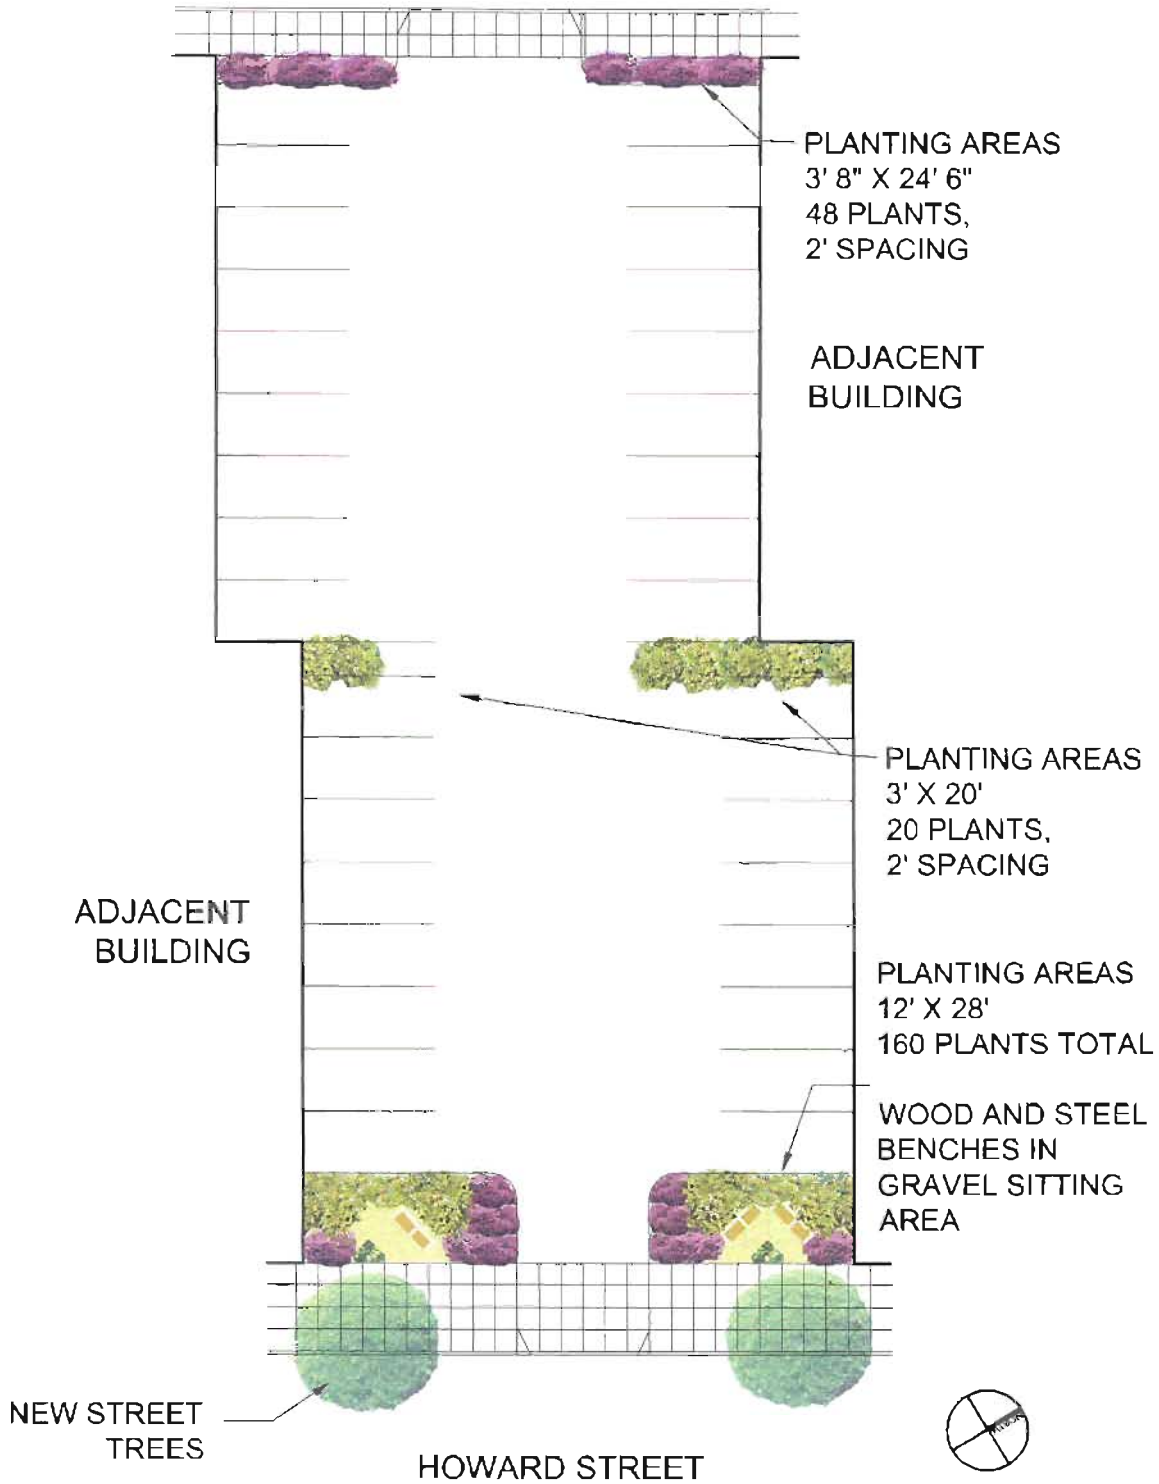 PLANTING AREAS
3' 8" X 24' 6"
48 PLANTS,
2' SPACING
ADJACENT
BUILDING
PLANTING AREAS
3' X 20'
20 PLANTS,
2' SPACING
ADJACENT
BUILDING
PLANTING AREAS
12' X 28'
160 PLANTS TOTAL
WOOD AND STEEL
BENCHES IN
GRAVEL SITTING
AREA
NEW STREET
TREES
HOWARD STREET
NORTH